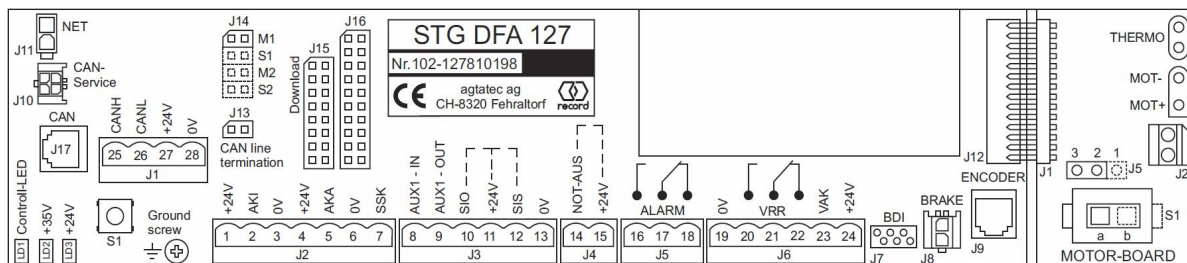 NET
J11
CAN-
Service
J10
CAN
J17
CANH
CANL
+24V
0V
25 26 27 28
J1
J14
M1
S1
M2
S2
J13
CAN line
termination
J15
Download
J16
STG DFA 127
Nr.102-127810198
CE
agtatec ag
CH-8320 Fehraltorf
record
Controll-LED
+35V
+24V
LD1
LD2
LD3
S1
Ground
screw
+24V
AKI
0V
+24V
AKA
0V
SSK
1 2 3 4 5 6 7
J2
AUX1 - IN
AUX1 - OUT
SIO
+24V
SIS
0V
8 9 10 11 12 13
J3
NOT-AUS
+24V
14 15
J4
ALARM
16 17 18
J5
0V
VRR
VAK
+24V
19 20 21 22 23 24
J6
BDI
J7
BRAKE
J8
ENCODER
J9
J12
J1
THERMO
MOT-
MOT+
3 2 1
J5
J2
S1
a b
MOTOR-BOARD